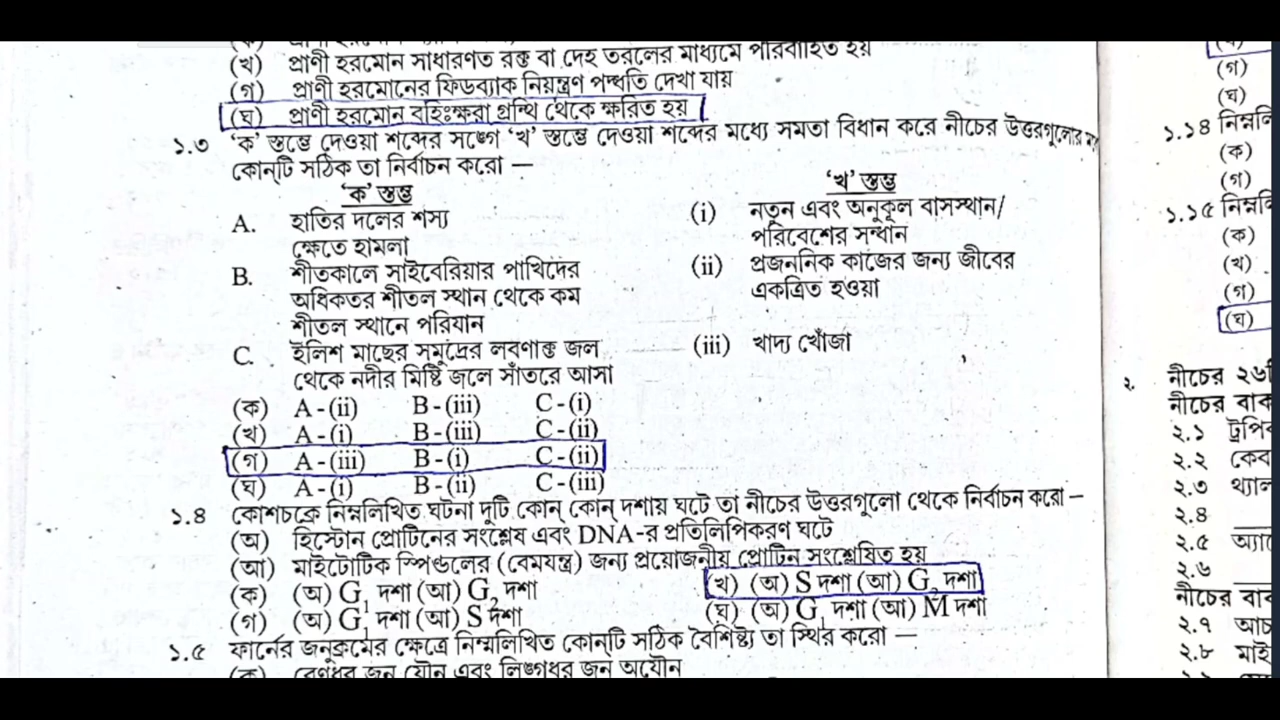 (খ) প্রাণী হরমোন সাধারণত রক্ত বা দেহ তরলের মাধ্যমে পরিবাহিত হয়
(গ) প্রাণী হরমোনের ফিডব্যাক নিয়ন্ত্রণ পদ্ধতি দেখা যায়
(ঘ) প্রাণী হরমোন বহিঃক্ষরা গ্রন্থি থেকে ক্ষরিত হয়
১.৩ ‘ক’ স্তম্ভে দেওয়া শব্দের সঙ্গে ‘খ’ স্তম্ভে দেওয়া শব্দের মধ্যে সমতা বিধান করে নীচের উত্তরগুলোর
কোন্‌টি সঠিক তা নির্বাচন করো —
‘ক’ স্তম্ভ ‘খ’ স্তম্ভ
A. হাতির দলের শস্য (i) নতুন এবং অনুকূল বাসস্থান/
ক্ষেতে হামলা পরিবেশের সন্ধান
B. শীতকালে সাইবেরিয়ার পাখিদের (ii) প্রজননিক কাজের জন্য জীবের
অধিকতর শীতল স্থান থেকে কম একত্রিত হওয়া
শীতল স্থানে পরিযান
C. ইলিশ মাছের সমুদ্রের লবণাক্ত জল (iii) খাদ্য খোঁজা
থেকে নদীর মিষ্টি জলে সাঁতরে আসা
(ক) A-(ii) B-(iii) C-(i)
(খ) A-(i) B-(iii) C-(ii)
(গ) A-(iii) B-(i) C-(ii)
(ঘ) A-(i) B-(ii) C-(iii)
১.৪ কোশচক্রে নিম্নলিখিত ঘটনা দুটি কোন্ কোন্ দশায় ঘটে তা নীচের উত্তরগুলো থেকে নির্বাচন করো –
(অ) হিস্টোন প্রোটিনের সংশ্লেষ এবং DNA-র প্রতিলিপিকরণ ঘটে
(আ) মাইটোটিক স্পিন্ডলের (বেমযন্ত্র) জন্য প্রয়োজনীয় প্রোটিন সংশ্লেষিত হয়
(ক) (অ) G₁ দশা (আ) G₂ দশা (খ) (অ) S দশা (আ) G₂ দশা
(গ) (অ) G₁ দশা (আ) S দশা (ঘ) (অ) G₁ দশা (আ) M দশা
১.৫ ফার্নের জনুক্রমের ক্ষেত্রে নিম্নলিখিত কোন্‌টি সঠিক বৈশিষ্ট্য তা স্থির করো —
(ক) রেণুধর জনু যৌন এবং লিঙ্গধর জনু অযৌন
(গ)
(ঘ)
১.১৪ নিম্নলি
(ক)
(গ)
১.১৫ নিম্নলি
(ক)
(খ)
(গ)
(ঘ)
২. নীচের ২৬টি
নীচের বাক
২.১ ট্রপিক
২.২ কেব
২.৩ থ্যাল
২.৪
২.৫ অ্যা
২.৬
নীচের বাক
২.৭ আচ
২.৮ মাই